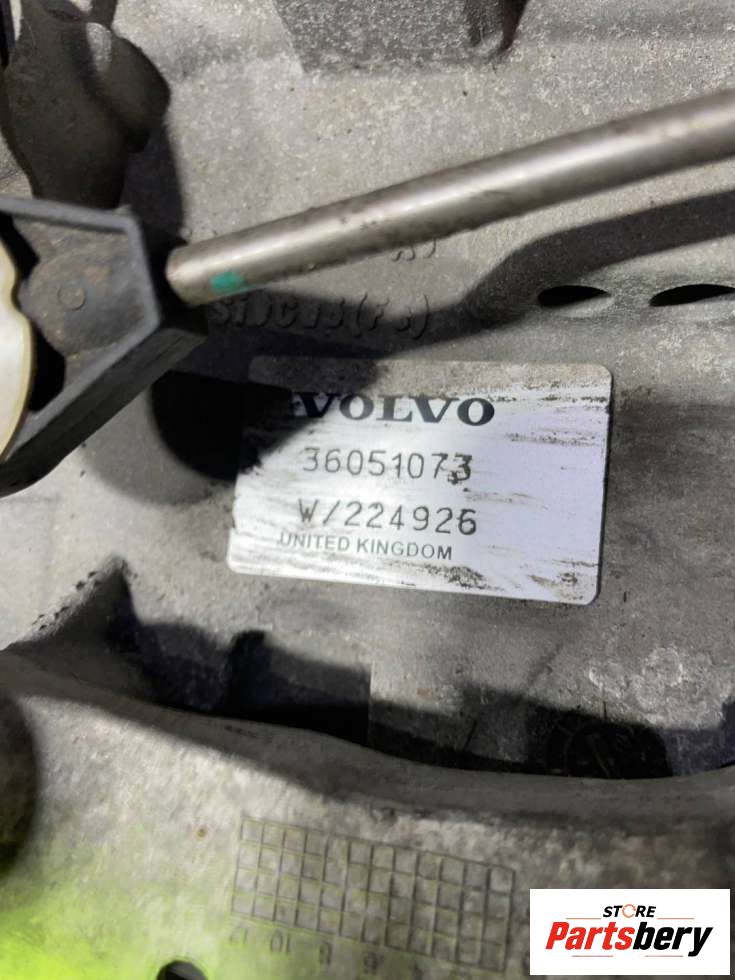 VOLVO
36051073
W/224926
UNITED KINGDOM
STORE
Partsbery